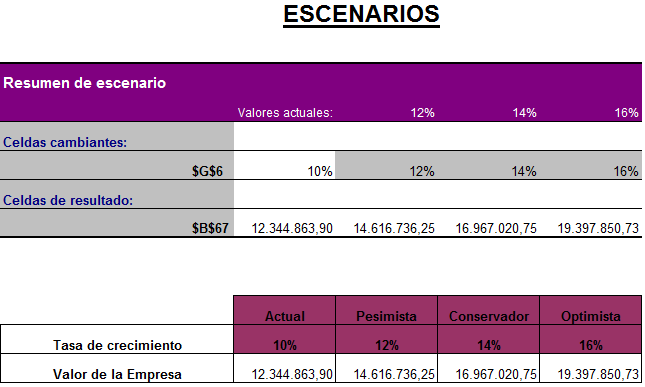 ESCENARIOS
Resumen de escenario
Valores actuales: 12% 14% 16%
Celdas cambiantes:
$G$6 10% 12% 14% 16%
Celdas de resultado:
$B$67 12.344.863,90 14.616.736,25 16.967.020,75 19.397.850,73
Actual Pesimista Conservador Optimista
Tasa de crecimiento 10% 12% 14% 16%
Valor de la Empresa 12.344.863,90 14.616.736,25 16.967.020,75 19.397.850,73